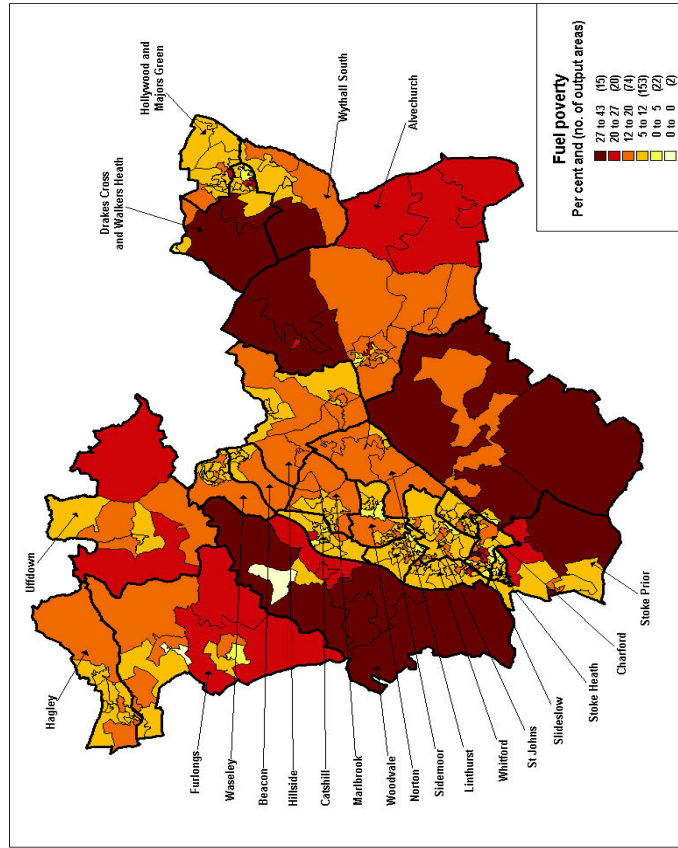 Hagley
Uffdown
Drakes Cross
and Walkers Heath
Hollywood and
Majors Green
Wythall South
Alvechurch
Furlongs
Waseley
Beacon
Hillside
Catshill
Marlbrook
Woodvale
Norton
Sidemoor
Linthurst
Whitford
St Johns
Slideslow
Stoke Heath
Charford
Stoke Prior
Fuel poverty
Per cent and (no. of output areas)
27 to 43 (15)
20 to 27 (20)
12 to 20 (74)
5 to 12 (153)
0 to 5 (22)
0 to 0 (2)